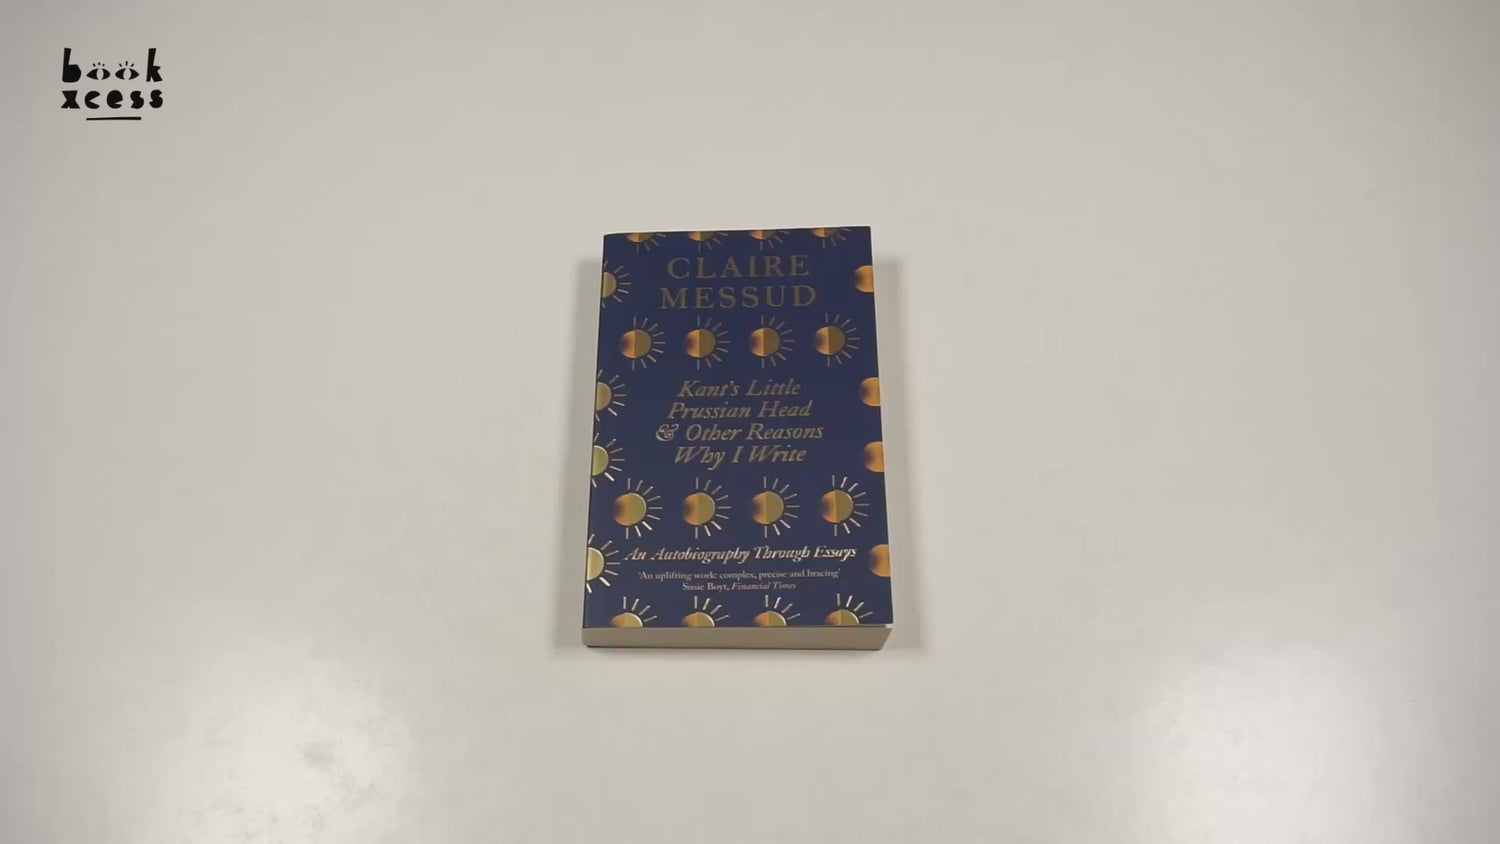 book
xcess
CLAIRE
MESSUD
Kant's Little
Prussian Head
& Other Reasons
Why I Write
An Autobiography Through Essays
'An uplifting work: complex, precise and bracing'
Susie Boyt, Financial Times